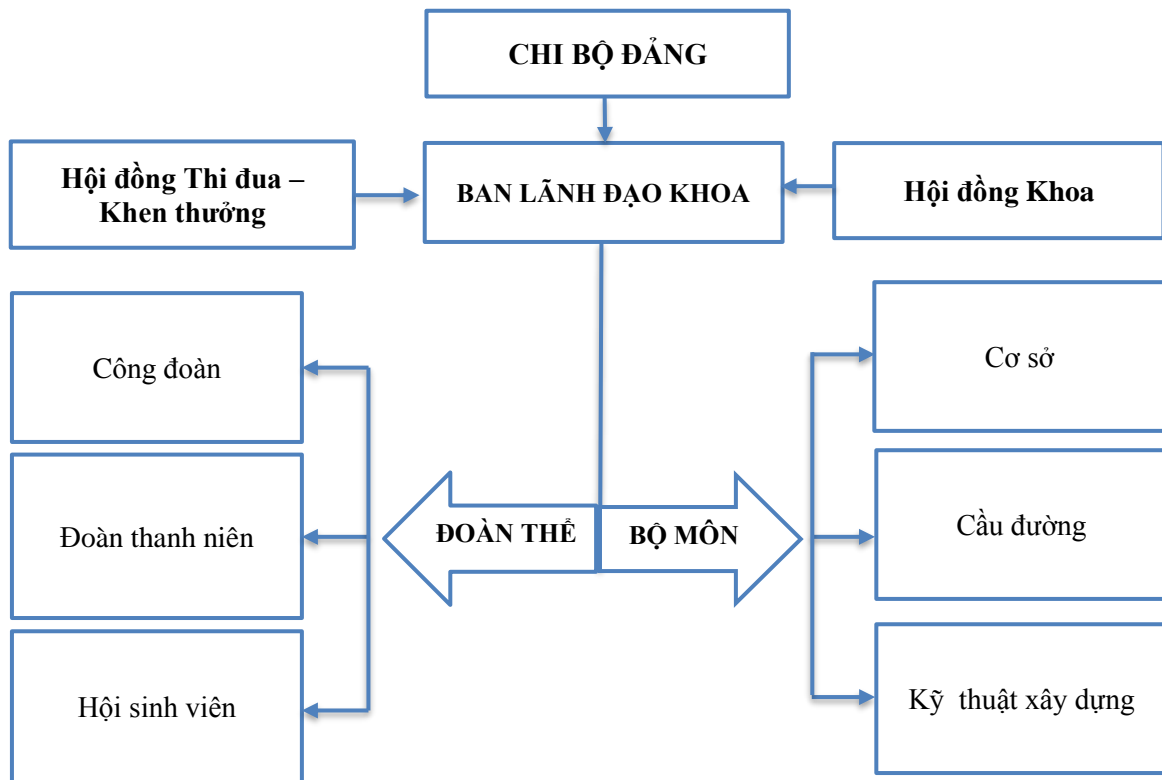 CHI BỘ ĐẢNG
Hội đồng Thi đua –
Khen thưởng
BAN LÃNH ĐẠO KHOA
Hội đồng Khoa
Công đoàn
Cơ sở
Đoàn thanh niên
ĐOÀN THỂ
BỘ MÔN
Cầu đường
Hội sinh viên
Kỹ thuật xây dựng